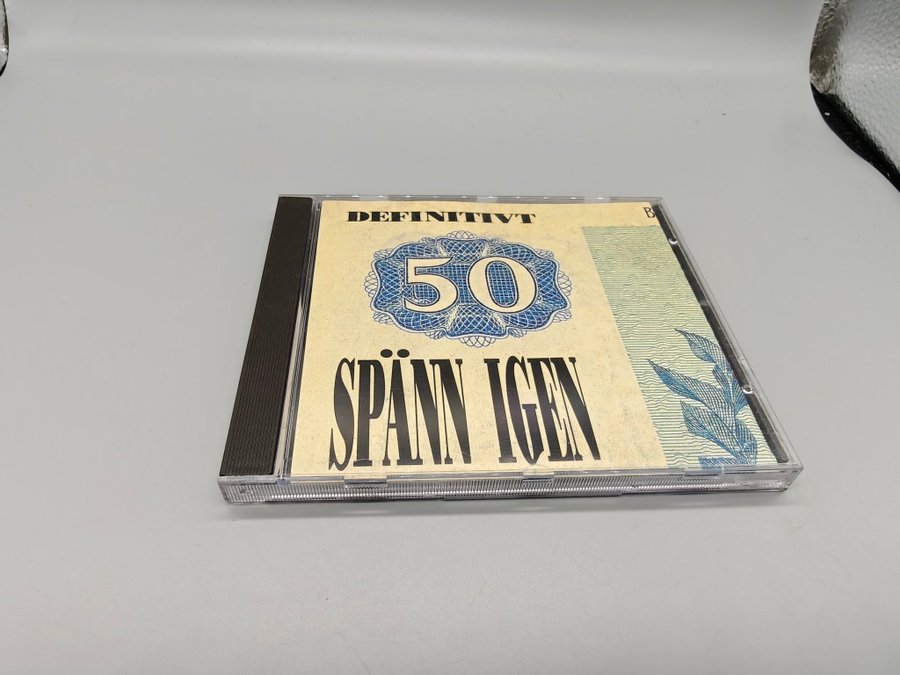 DEFINITIVT
B
50
SPÄNN IGEN